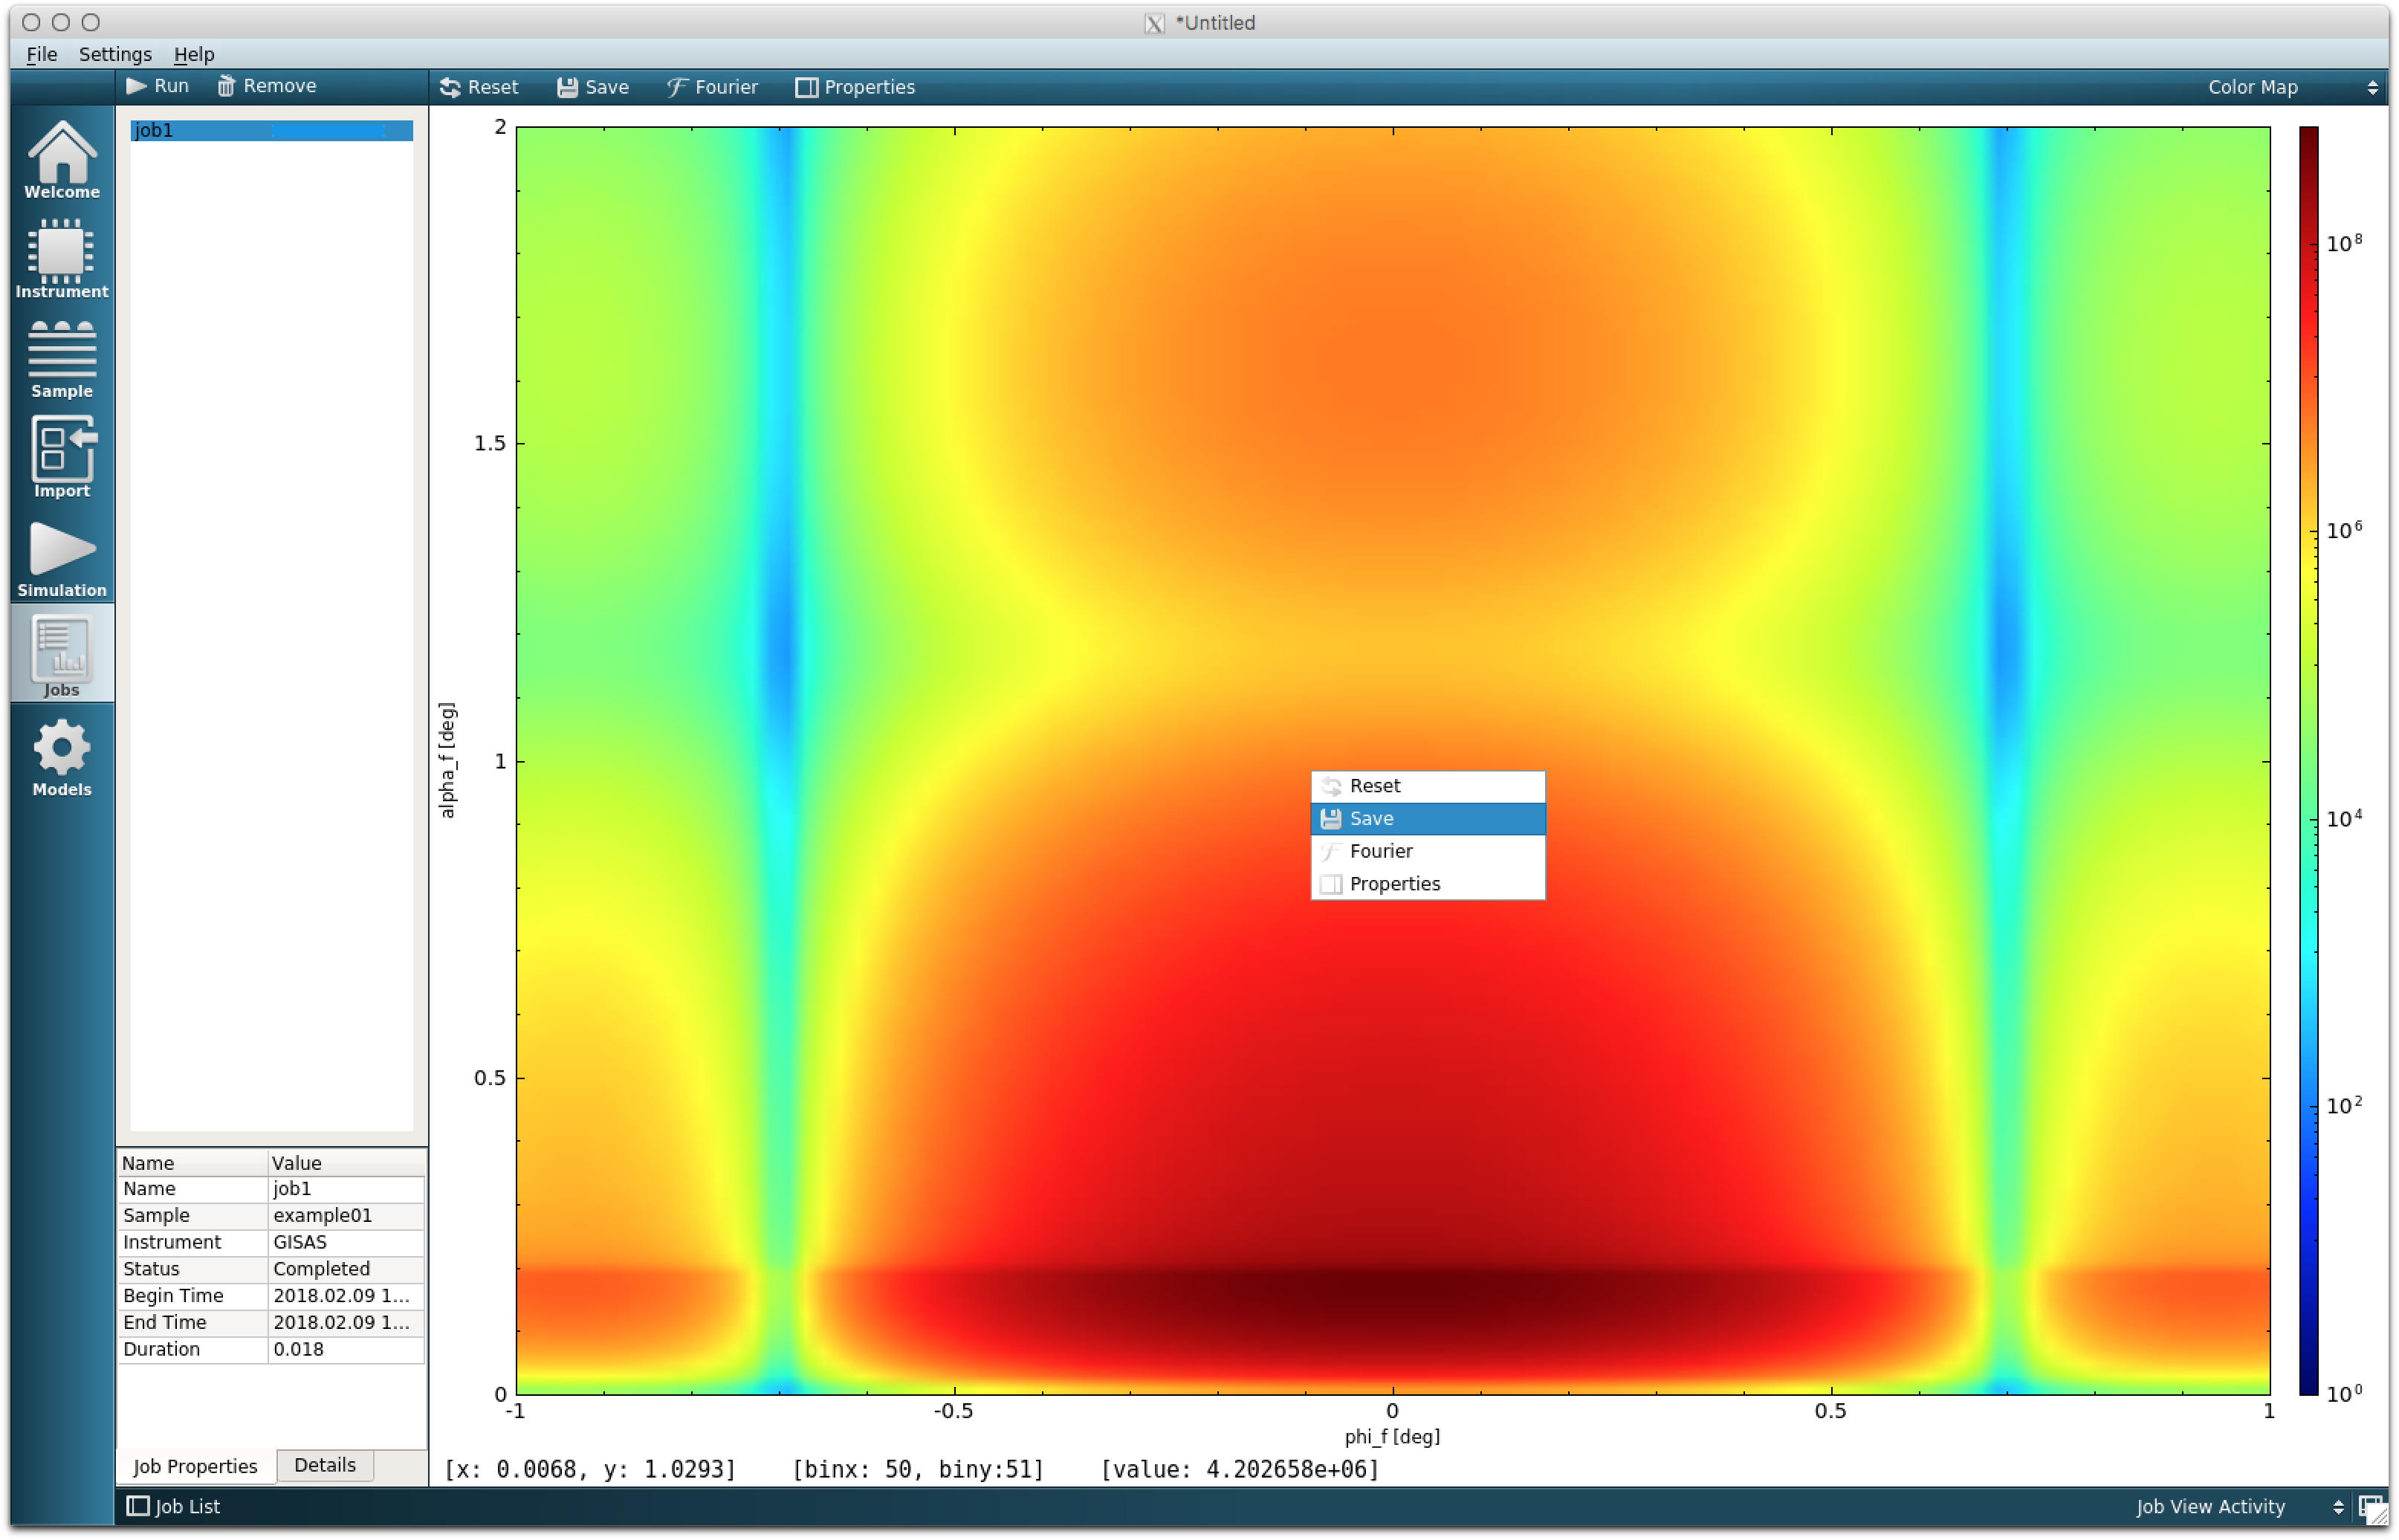 *Untitled
File Settings Help
Run Remove Reset Save Fourier Properties Color Map
Welcome
Instrument
Sample
Import
Simulation
Jobs
Models
job1
Name Value
Name job1
Sample example01
Instrument GISAS
Status Completed
Begin Time 2018.02.09 1...
End Time 2018.02.09 1...
Duration 0.018
Job Properties Details
2
1.5
1
0.5
0
alpha_f [deg]
-1 -0.5 0 0.5 1
phi_f [deg]
Reset
Save
Fourier
Properties
10^8
10^6
10^4
10^2
10^0
[x: 0.0068, y: 1.0293] [binx: 50, biny:51] [value: 4.202658e+06]
Job List Job View Activity